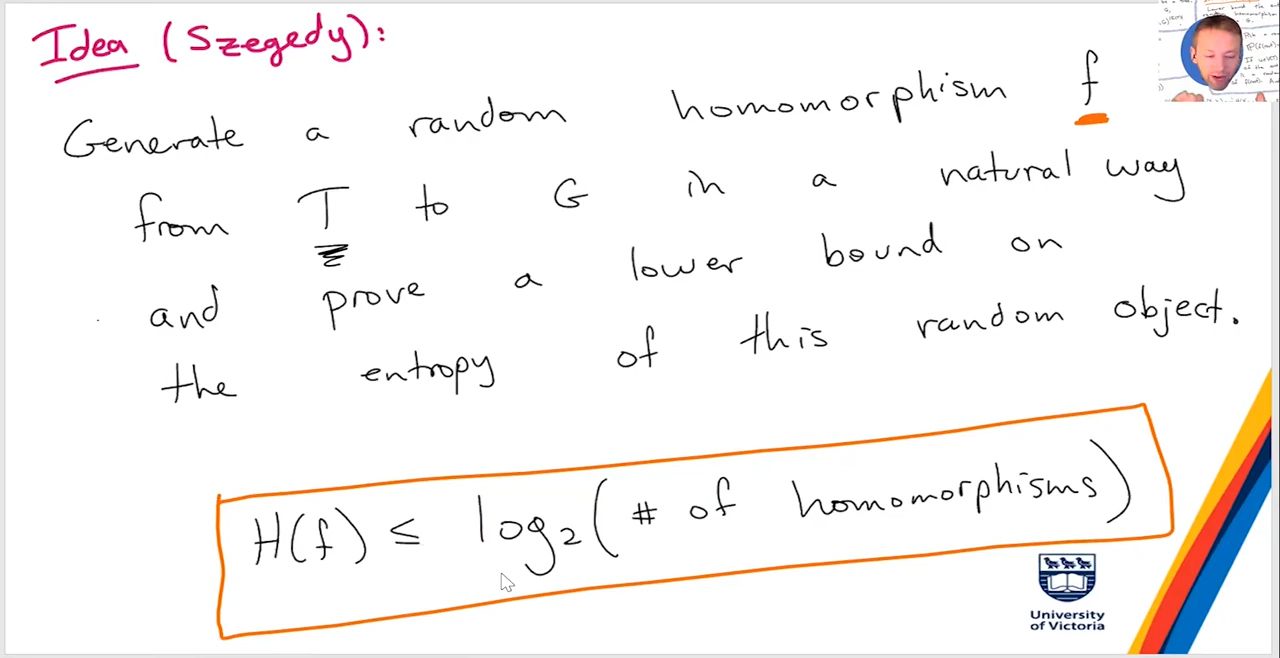 Idea (Szegedy):
Generate a random homomorphism f
from T to G in a natural way
and prove a lower bound on
the entropy of this random object.
H(f) ≤ log₂(# of homomorphisms)
University
of Victoria